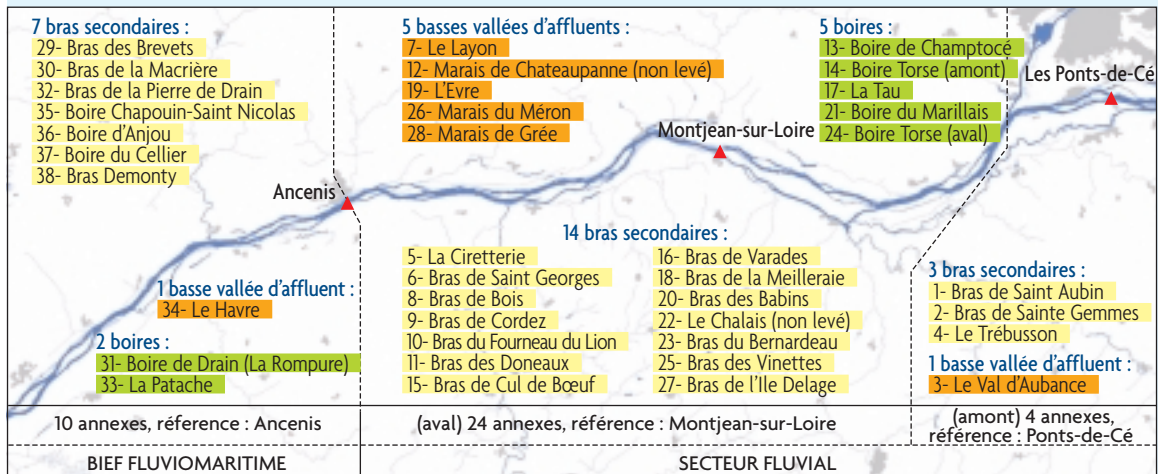 7 bras secondaires :
29- Bras des Brevets
30- Bras de la Macrière
32- Bras de la Pierre de Drain
35- Boire Chapouin-Saint Nicolas
36- Boire d'Anjou
37- Boire du Cellier
38- Bras Demonty
5 basses vallées d'affluents :
7- Le Layon
12- Marais de Chateaupanne (non levé)
19- L'Evre
26- Marais du Méron
28- Marais de Grée
5 boires :
13- Boire de Champtocé
14- Boire Torse (amont)
17- La Tau
21- Boire du Marillais
24- Boire Torse (aval)
Les Ponts-de-Cé
Montjean-sur-Loire
Ancenis
1 basse vallée d'affluent :
34- Le Havre
2 boires :
31- Boire de Drain (La Rompure)
33- La Patache
14 bras secondaires :
5- La Ciretterie
6- Bras de Saint Georges
8- Bras de Bois
9- Bras de Cordez
10- Bras du Fourneau du Lion
11- Bras des Doneaux
15- Bras de Cul de Bœuf
16- Bras de Varades
18- Bras de la Meilleraie
20- Bras des Babins
22- Le Chalais (non levé)
23- Bras du Bernardeau
25- Bras des Vinettes
27- Bras de l'Ile Delage
3 bras secondaires :
1- Bras de Saint Aubin
2- Bras de Sainte Gemmes
4- Le Trébusson
1 basse vallée d'affluent :
3- Le Val d'Aubance
10 annexes, réference : Ancenis
(aval) 24 annexes, référence : Montjean-sur-Loire
(amont) 4 annexes,
référence : Ponts-de-Cé
BIEF FLUVIOMARITIME
SECTEUR FLUVIAL